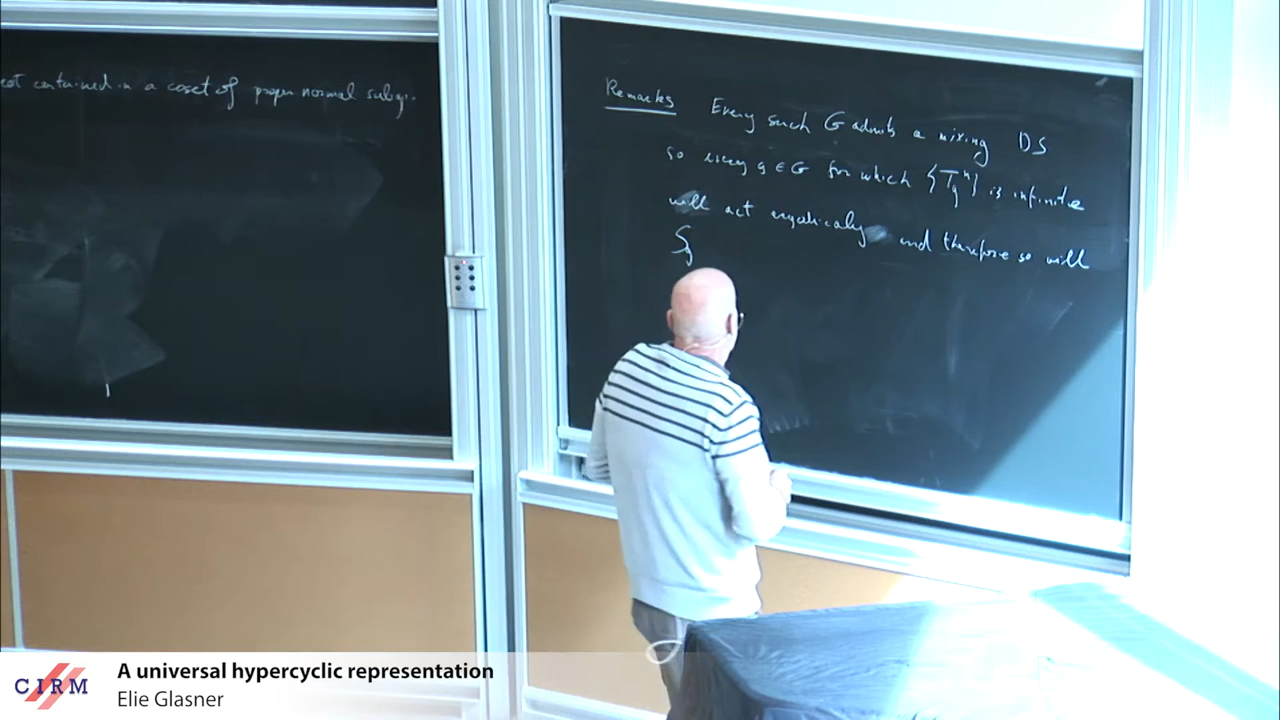 contained in a coset of proper normal subgr.
Remarks Every such G admits a mixing DS
so every g ∈ G for which {T_g^n} is infinite
will act ergodically and therefore so will
S_g
CIRM
A universal hypercyclic representation
Elie Glasner